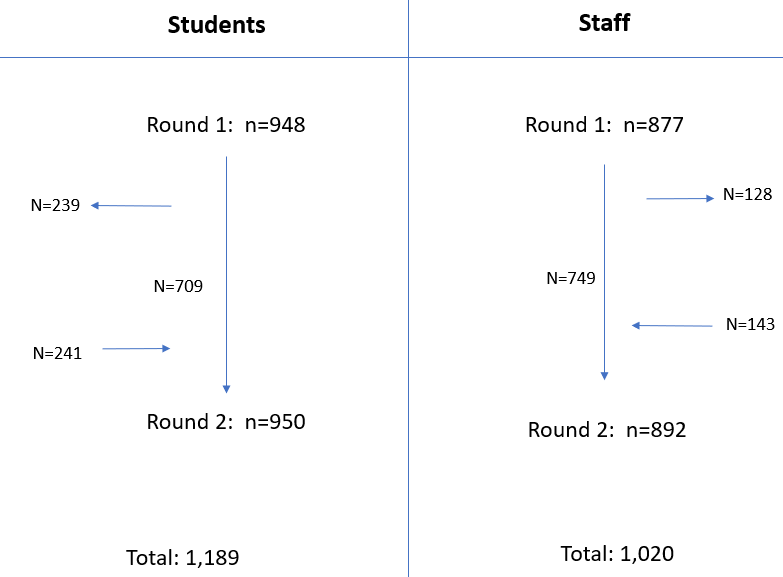 Students
Round 1:  n=948
N=239
N=709
N=241
Round 2:  n=950
Total: 1,189
Staff
Round 1:  n=877
N=128
N=749
N=143
Round 2:  n=892
Total: 1,020